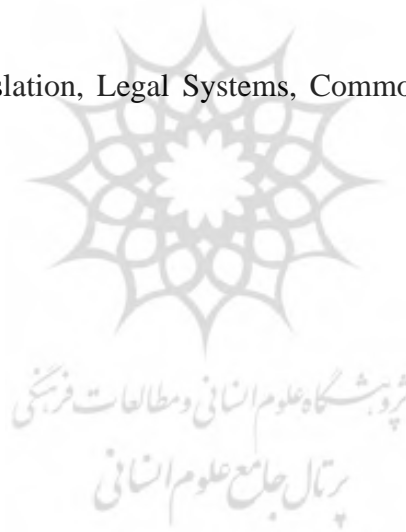 slation, Legal Systems, Commo
پژوهشگاه علوم انسانی و مطالعات فرهنگی
پرتال جامع علوم انسانی